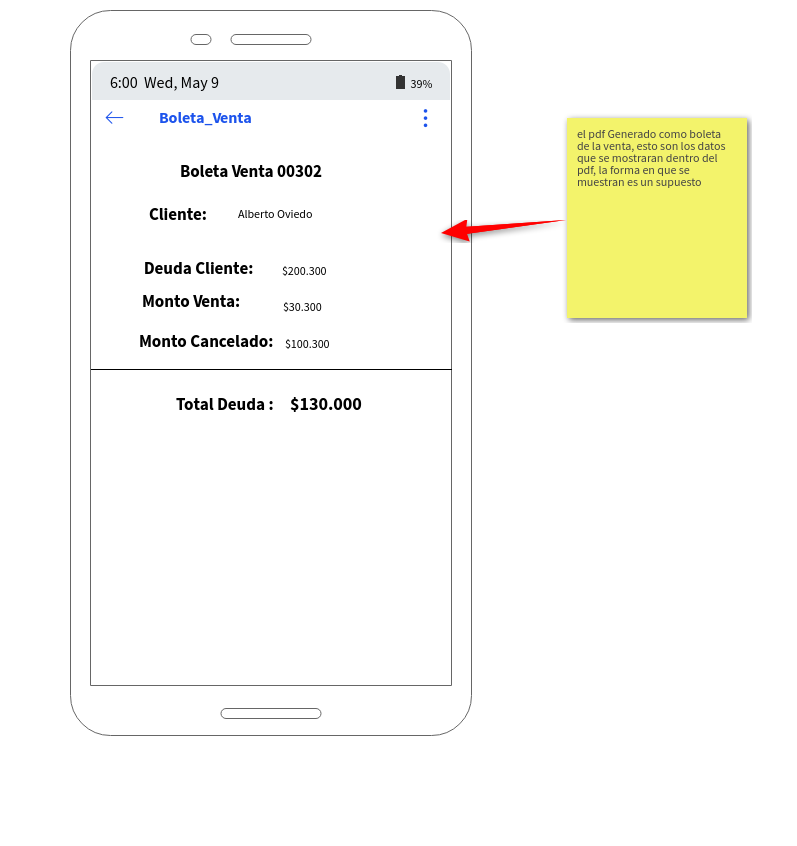 6:00 Wed, May 9 39%
Boleta_Venta
Boleta Venta 00302
Cliente: Alberto Oviedo
Deuda Cliente: $200.300
Monto Venta: $30.300
Monto Cancelado: $100.300
Total Deuda : $130.000
el pdf Generado como boleta
de la venta, esto son los datos
que se mostraran dentro del
pdf, la forma en que se
muestran es un supuesto